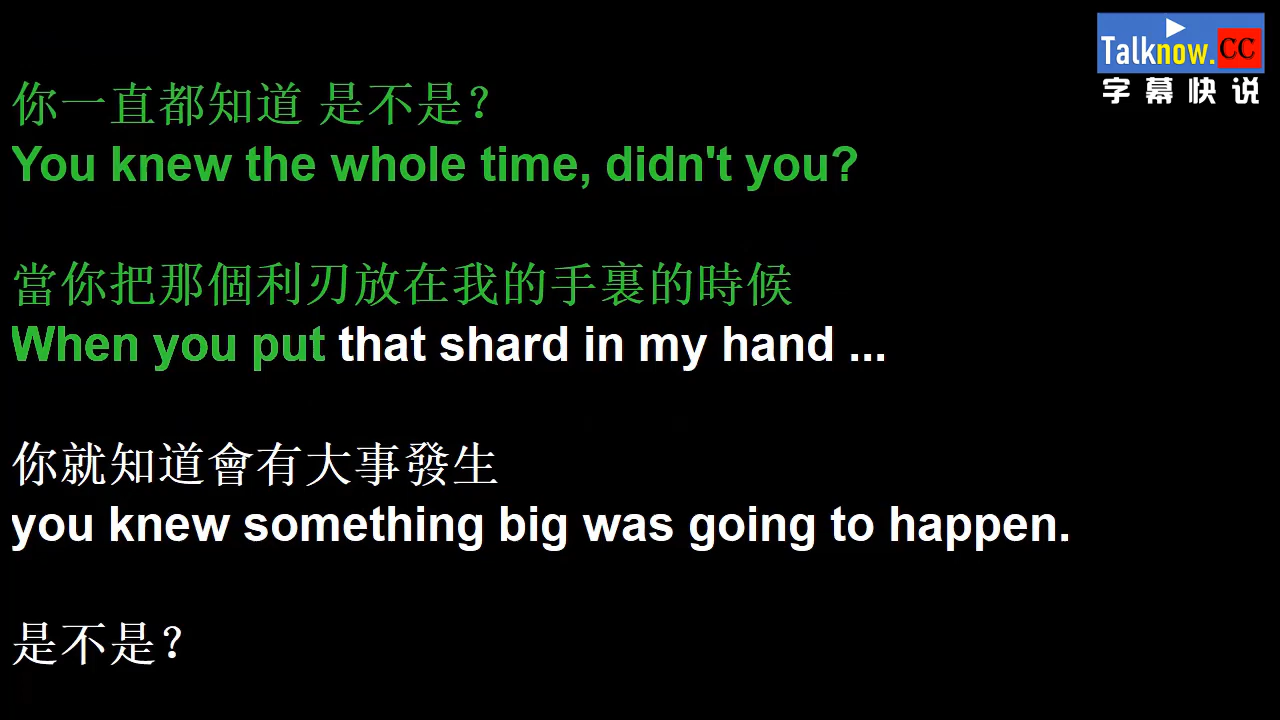 Talknow.CC
字幕快说
你一直都知道 是不是？
You knew the whole time, didn't you?
當你把那個利刃放在我的手裏的時候
When you put that shard in my hand ...
你就知道會有大事發生
you knew something big was going to happen.
是不是？